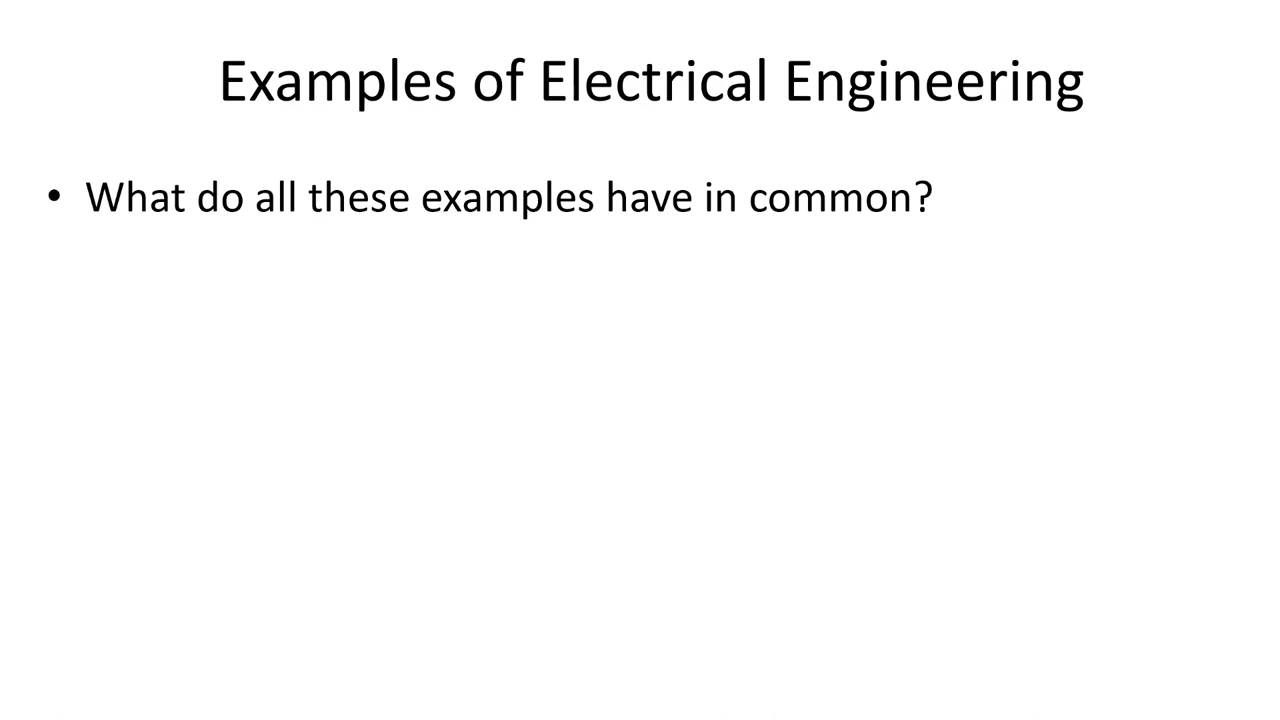 Examples of Electrical Engineering
• What do all these examples have in common?